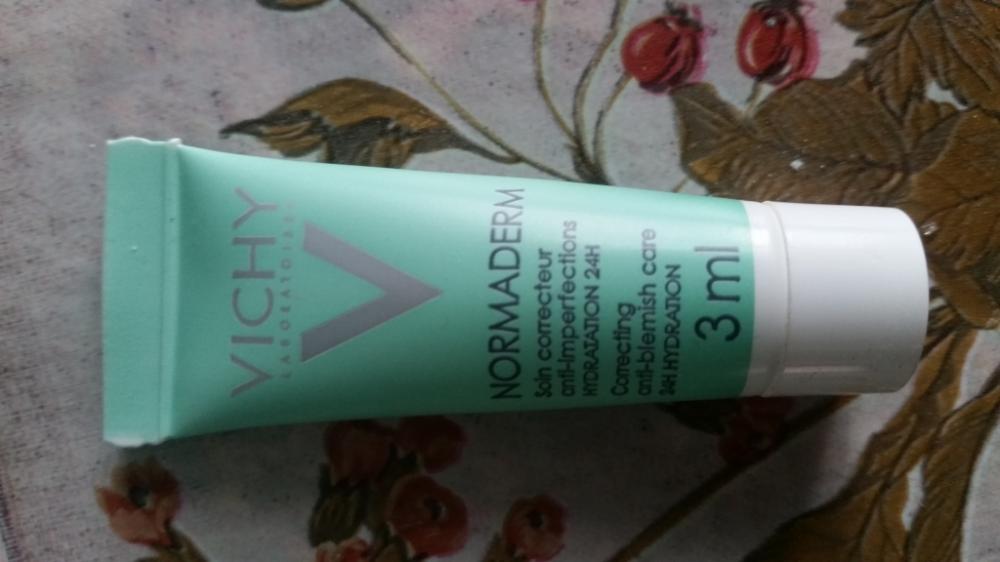 VICHY
LABORATOIRES
NORMADERM
Soin correcteur
anti-imperfections
HYDRATATION 24H
Correcting
anti-blemish care
24H HYDRATION
3 ml